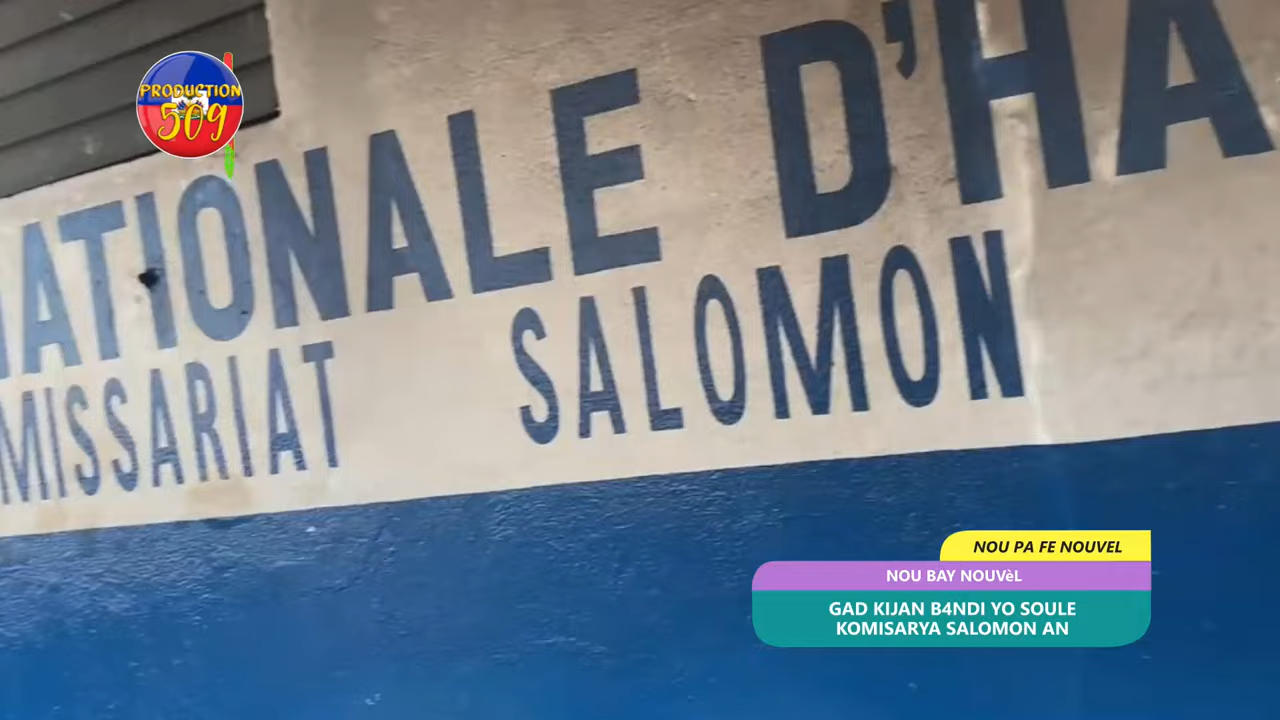 PRODUCTION
509
NATIONALE D'HA
MISSARIAT SALOMON
NOU PA FE NOUVEL
NOU BAY NOUVèL
GAD KIJAN B4NDI YO SOULE
KOMISARYA SALOMON AN